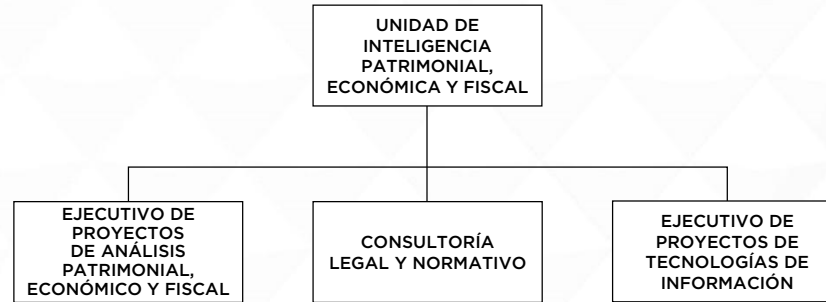 UNIDAD DE
INTELIGENCIA
PATRIMONIAL,
ECONÓMICA Y FISCAL
EJECUTIVO DE
PROYECTOS
DE ANÁLISIS
PATRIMONIAL,
ECONÓMICO Y FISCAL
CONSULTORÍA
LEGAL Y NORMATIVO
EJECUTIVO DE
PROYECTOS DE
TECNOLOGÍAS DE
INFORMACIÓN